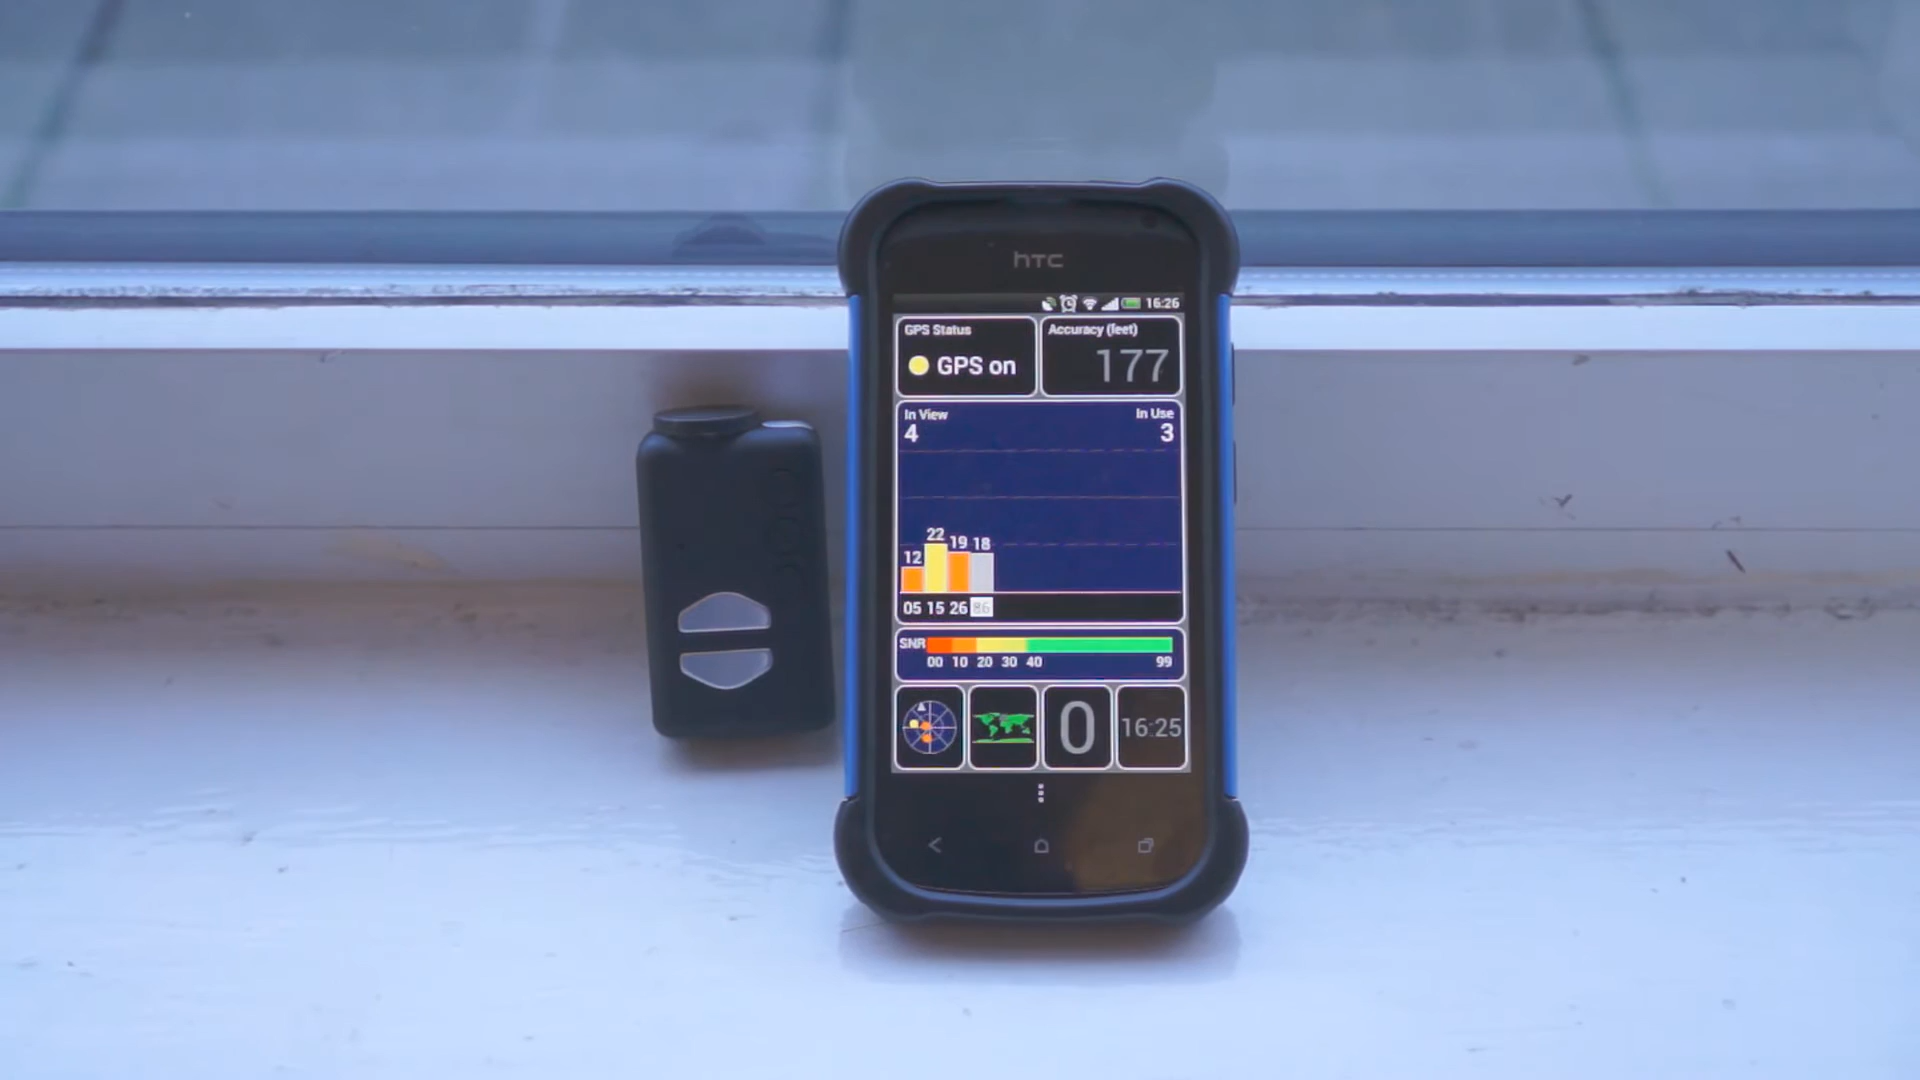 hTC
16:26
GPS Status
Accuracy (feet)
GPS on
177
In View
In Use
4
3
12 22 19 18
05 15 26 86
SNR
00 10 20 30 40 99
0
16:25